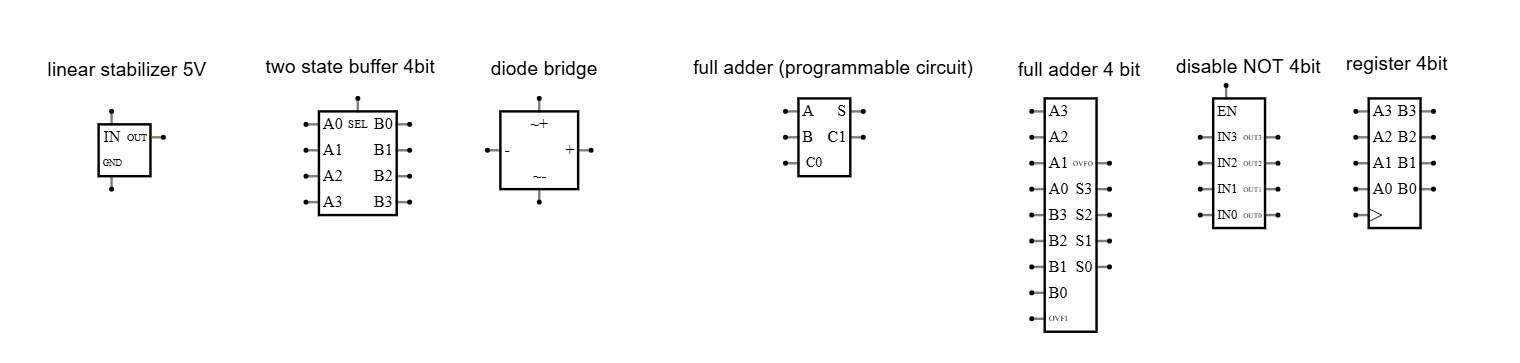 linear stabilizer 5V
IN OUT
GND
two state buffer 4bit
A0 SEL B0
A1 B1
A2 B2
A3 B3
diode bridge
~+
- +
~-
full adder (programmable circuit)
A S
B C1
C0
full adder 4 bit
A3
A2
A1 OVFO
A0 S3
B3 S2
B2 S1
B1 S0
B0
OVFI
disable NOT 4bit
EN
IN3 OUT3
IN2 OUT2
IN1 OUT1
IN0 OUT0
register 4bit
A3 B3
A2 B2
A1 B1
A0 B0